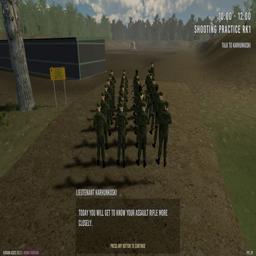 10:00 - 12:00
SHOOTING PRACTICE RK1
TALK TO KARHUNKOSKI
LIEUTENANT KARHUNKOSKI
TODAY YOU WILL GET TO KNOW YOUR ASSAULT RIFLE MORE
CLOSELY.
PRESS ANY BUTTON TO CONTINUE